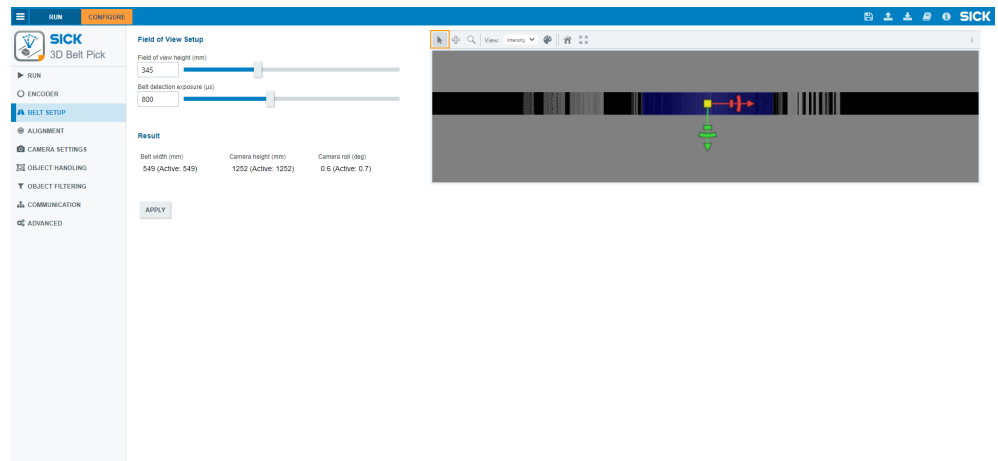 RUN CONFIGURE SICK
SICK
3D Belt Pick
RUN
ENCODER
BELT SETUP
ALIGNMENT
CAMERA SETTINGS
OBJECT HANDLING
OBJECT FILTERING
COMMUNICATION
ADVANCED
Field of View Setup
Field of view height (mm)
345
Belt detection exposure (µs)
800
Result
Belt width (mm) Camera height (mm) Camera roll (deg)
549 (Active: 549) 1252 (Active: 1252) 0.6 (Active: 0.7)
APPLY
View: Intensity